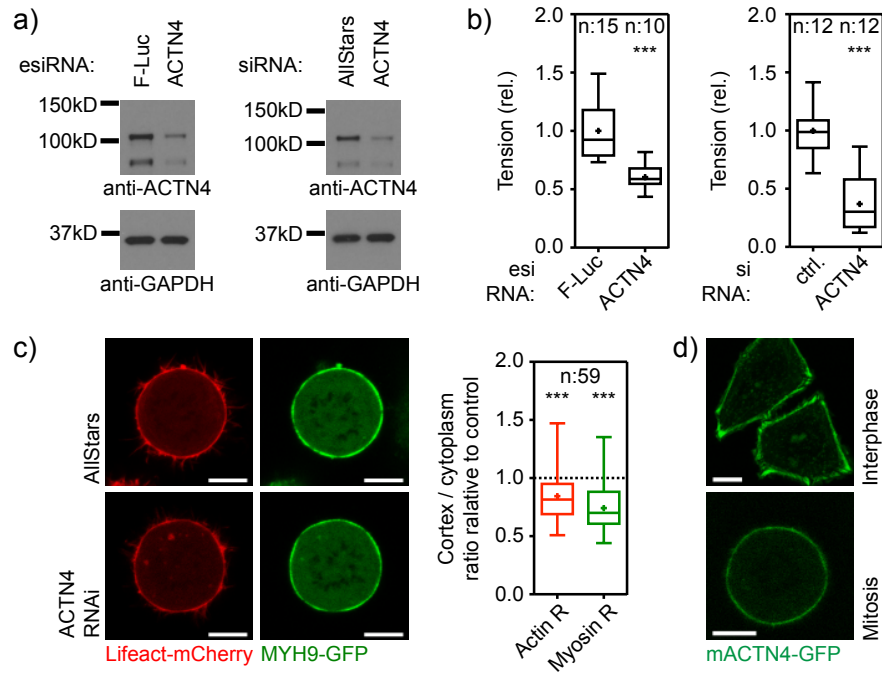 a)
esiRNA:
F-Luc
ACTN4
siRNA:
AllStars
ACTN4
150kD
100kD
anti-ACTN4
37kD
anti-GAPDH
150kD
100kD
anti-ACTN4
37kD
anti-GAPDH
b)
Tension (rel.)
2.0
1.5
1.0
0.5
0.0
n:15 n:10
***
esi
RNA:
F-Luc
ACTN4
Tension (rel.)
2.0
1.5
1.0
0.5
0.0
n:12 n:12
***
si
RNA:
ctrl.
ACTN4
c)
AllStars
ACTN4
RNAi
Lifeact-mCherry
MYH9-GFP
Cortex / cytoplasm
ratio ralative to control
2.0
1.5
1.0
0.5
0.0
n:59
*** ***
Actin R
Myosin R
d)
Interphase
Mitosis
mACTN4-GFP